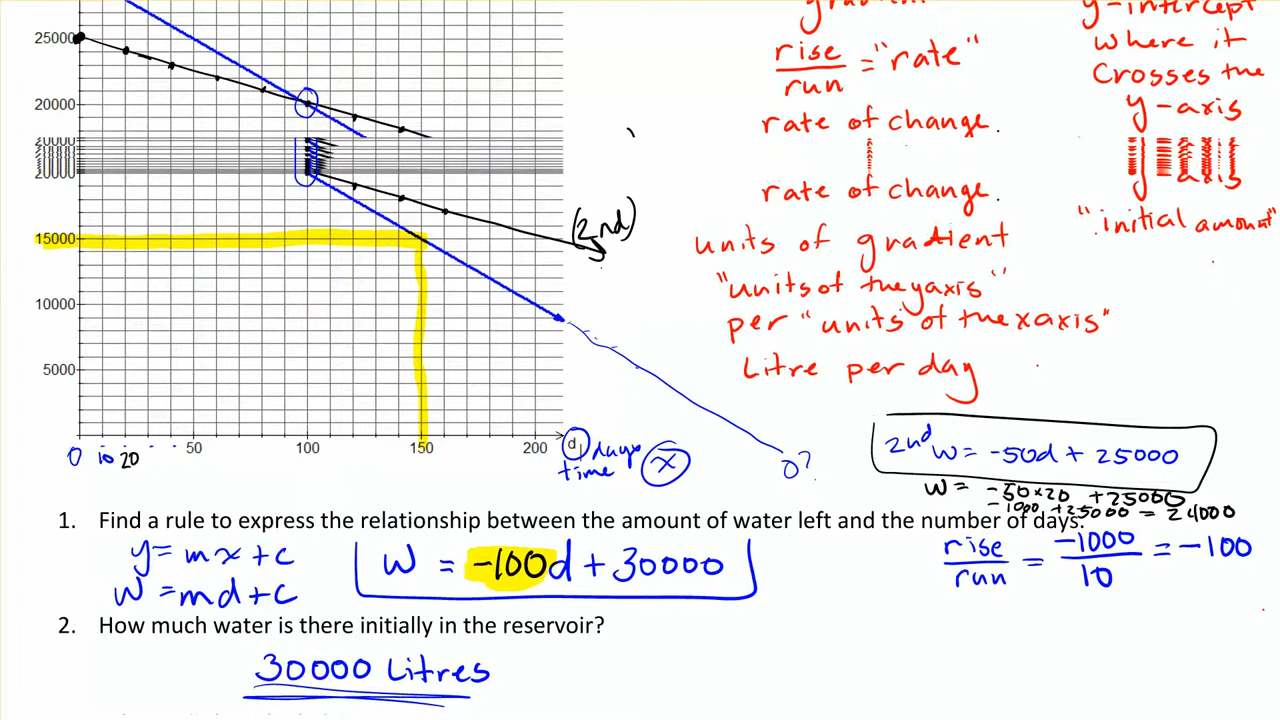 gradient
rise
run
= "rate"
rate of change.
rate of change.
units of gradient
"units of the y axis"
per "units of the x axis"
Litre per day
y-intercept
where it
Crosses the
y-axis
y-axis
"initial amount"
25000
20000
20000
15000
10000
5000
0 10 20
50
100
150
200
d
days
time
x
(2nd)
0?
2nd W = -50d + 25000
W = -50×20 + 25000
-1000 + 25000 = 24000
1. Find a rule to express the relationship between the amount of water left and the number of days.
y = mx + c
W = md + c
W = -100d + 30000
rise
run
= -1000
10
= -100
2. How much water is there initially in the reservoir?
30000 Litres